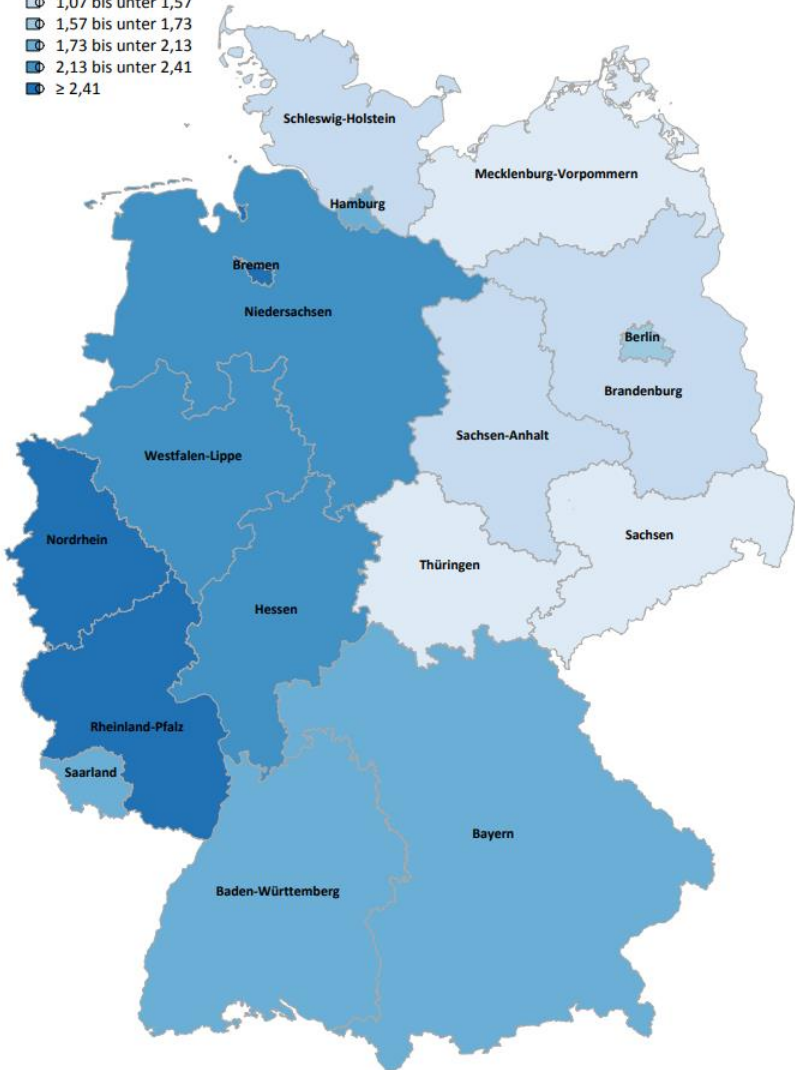 1,07 bis unter 1,57
1,57 bis unter 1,73
1,73 bis unter 2,13
2,13 bis unter 2,41
≥ 2,41
Schleswig-Holstein
Mecklenburg-Vorpommern
Hamburg
Bremen
Niedersachsen
Berlin
Brandenburg
Sachsen-Anhalt
Westfalen-Lippe
Nordrhein
Sachsen
Thüringen
Hessen
Rheinland-Pfalz
Saarland
Bayern
Baden-Württemberg